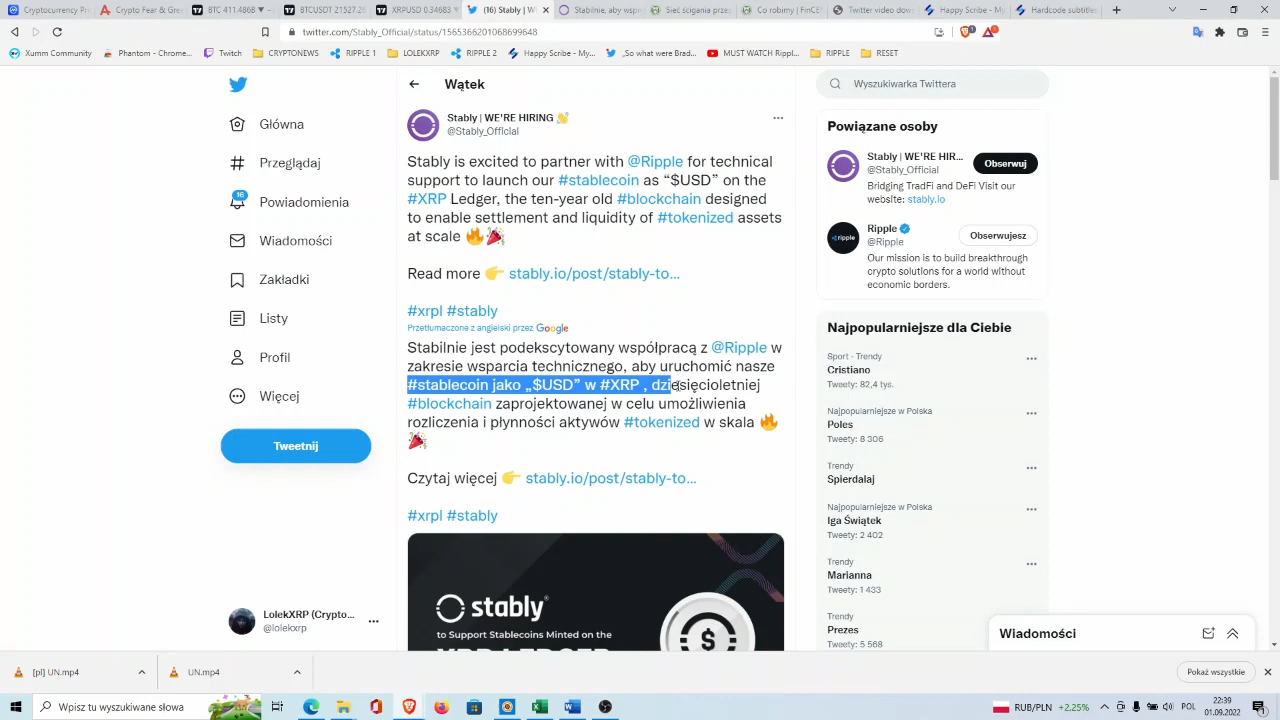 Cryptocurrency Pri
Crypto Fear & Gre
BTC 411.486B
BTCUSDT 21527.28
XRPUSD 0.34683
(16) Stably | W
Stabilnie, aby wsp
Sieć ścigania przes
Co robimy | FinCEN
Twitter video dow
Happy Scribe - My
Hardcode subtitles
twitter.com/Stably_Official/status/1565366201068699648
Xumm Community
Phantom - Chrome...
Twitch
CRYPTONEWS
RIPPLE 1
LOLEKXRP
RIPPLE 2
Happy Scribe - My...
„So what were Brad...
MUST WATCH Rippl...
RIPPLE
RESET
Główna
Przeglądaj
16
Powiadomienia
Wiadomości
Zakładki
Listy
Profil
Więcej
Tweetnij
LolekXRP (Crypto...
@lolekxrp
Wątek
Stably | WE'RE HIRING 👋
@Stably_Official
Stably is excited to partner with @Ripple for technical
support to launch our #stablecoin as “$USD” on the
#XRP Ledger, the ten-year old #blockchain designed
to enable settlement and liquidity of #tokenized assets
at scale 🔥🎉
Read more 👉 stably.io/post/stably-to...
#xrpl #stably
Przetłumaczone z angielski przez Google
Stabilnie jest podekscytowany współpracą z @Ripple w
zakresie wsparcia technicznego, aby uruchomić nasze
#stablecoin jako „$USD” w #XRP , dziesięcioletniej
#blockchain zaprojektowanej w celu umożliwienia
rozliczenia i płynności aktywów #tokenized w skala 🔥
🎉
Czytaj więcej 👉 stably.io/post/stably-to...
#xrpl #stably
stably®
to Support Stablecoins Minted on the
XRP LEDGER
Wyszukiwarka Twittera
Powiązane osoby
Stably | WE'RE HIR...
@Stably_Official
Obserwuj
Bridging TradFi and DeFi Visit our
website: stably.io
ripple
Ripple
@Ripple
Obserwujesz
Our mission is to build breakthrough
crypto solutions for a world without
economic borders.
Najpopularniejsze dla Ciebie
Sport · Trendy
Cristiano
Tweety: 82,4 tys.
Najpopularniejsze w Polska
Poles
Tweety: 8 306
Trendy
Spierdalaj
Najpopularniejsze w Polska
Iga Świątek
Tweety: 2 402
Trendy
Marianna
Tweety: 1 433
Trendy
Prezes
Tweety: 5 568
Wiadomości
[pl] UN.mp4
UN.mp4
Pokaż wszystkie
Wpisz tu wyszukiwane słowa
RUB/PLN
+2.25%
POL
22:39
01.09.2022